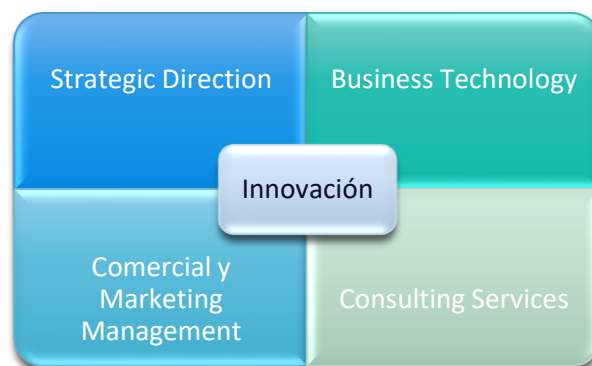 Strategic Direction
Business Technology
Innovación
Comercial y
Marketing
Management
Consulting Services